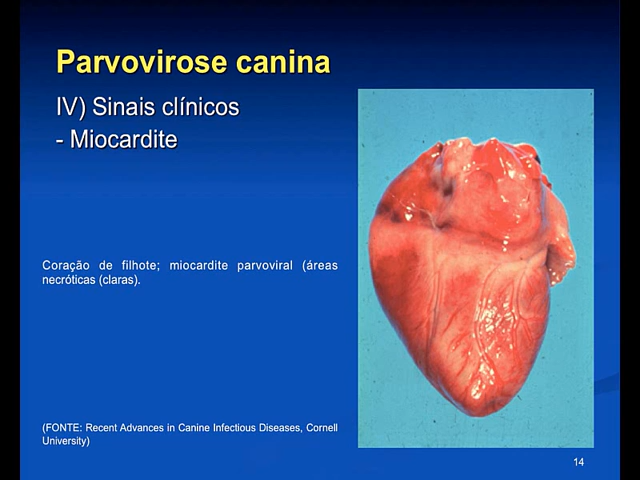 Parvovirose canina
IV) Sinais clínicos
- Miocardite
Coração de filhote; miocardite parvoviral (áreas
necróticas (claras).
(FONTE: Recent Advances in Canine Infectious Diseases, Cornell
University)
14